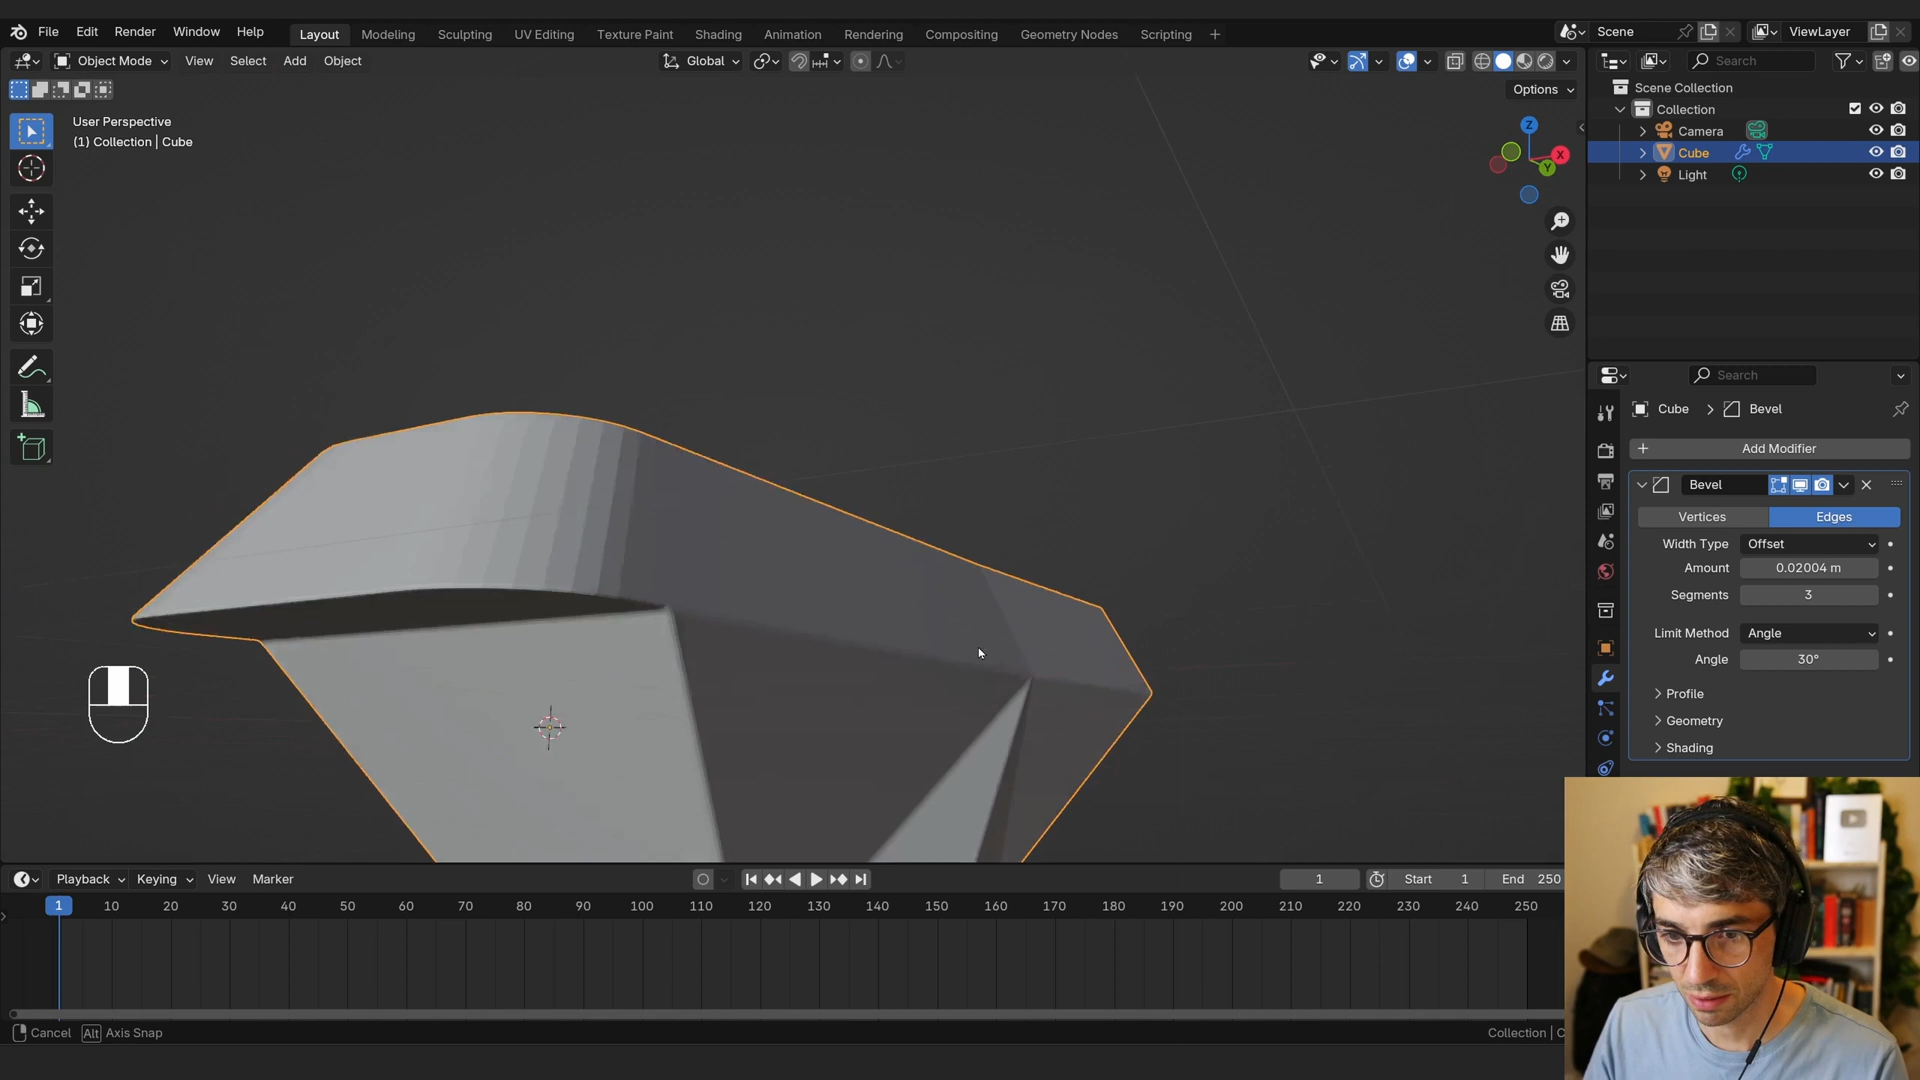 File Edit Render Window Help Layout Modeling Sculpting UV Editing Texture Paint Shading Animation Rendering Compositing Geometry Nodes Scripting + Scene ViewLayer
Object Mode View Select Add Object Global Search
Options
Scene Collection
Collection
Camera
Cube
Light
User Perspective
(1) Collection | Cube
Z
X
Y
Search
Cube > Bevel
+ Add Modifier
Bevel
Vertices Edges
Width Type Offset
Amount 0.02004 m
Segments 3
Limit Method Angle
Angle 30°
Profile
Geometry
Shading
Playback Keying View Marker 1 Start 1 End 250
1 10 20 30 40 50 60 70 80 90 100 110 120 130 140 150 160 170 180 190 200 210 220 230 240 250
Cancel Alt Axis Snap Collection | C